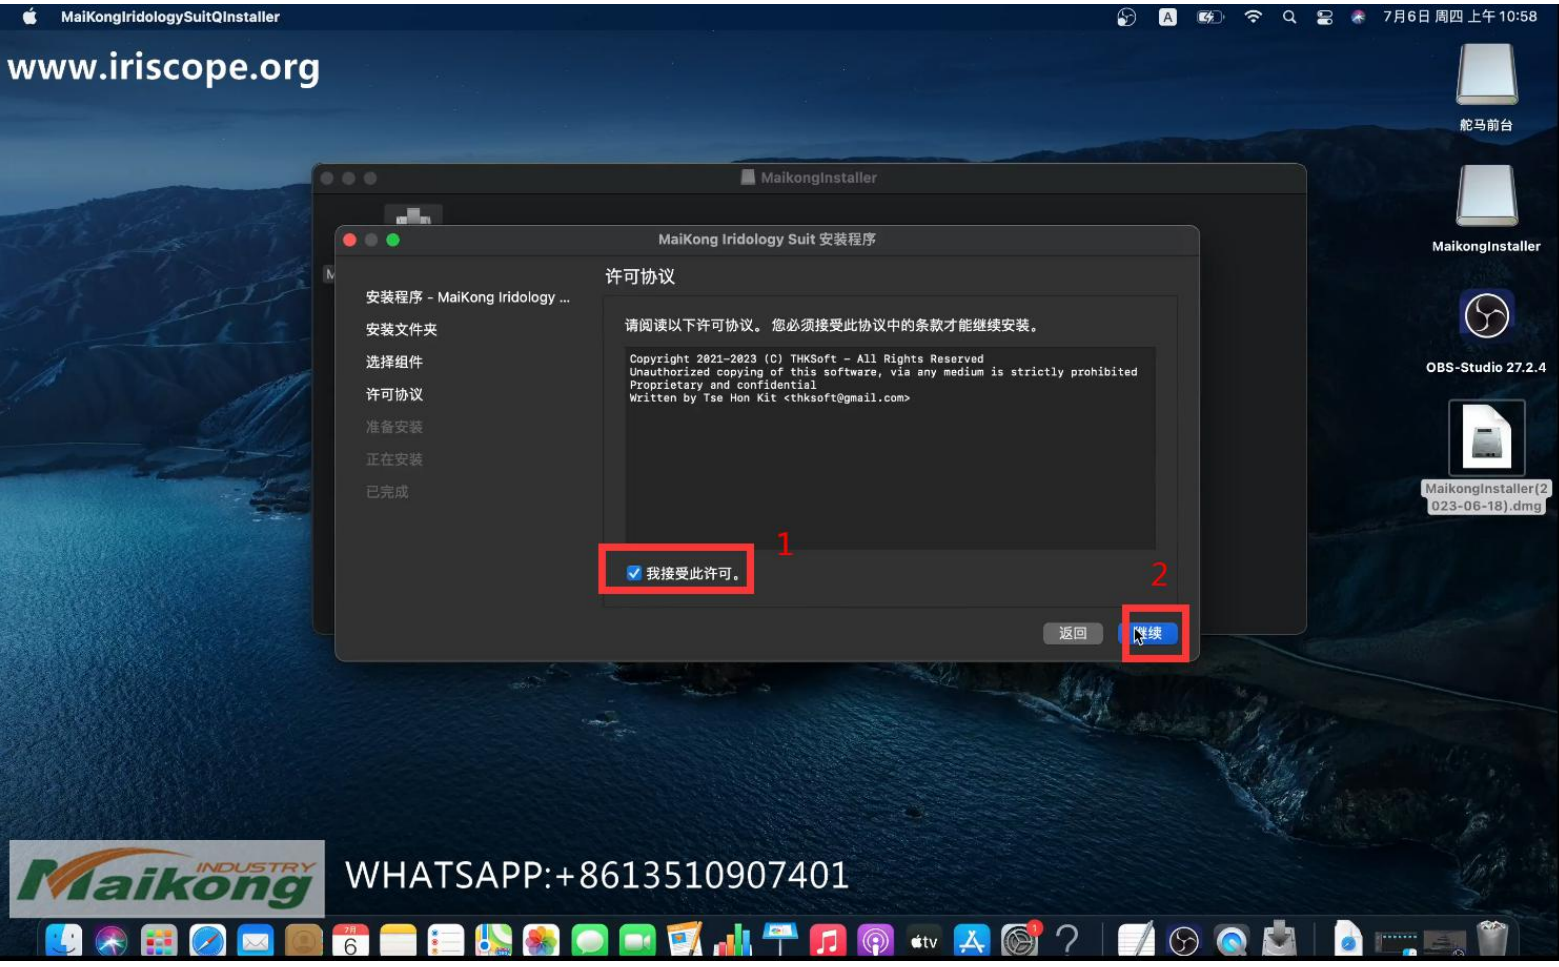 MaiKongIridologySuitQInstaller
A
7月6日 周四 上午 10:58
www.iriscope.org
舵马前台
MaikongInstaller
MaikongInstaller
OBS-Studio 27.2.4
MaikongInstaller(2
023-06-18).dmg
M
MaiKong Iridology Suit 安装程序
安装程序 - MaiKong Iridology ...
安装文件夹
选择组件
许可协议
准备安装
正在安装
已完成
许可协议
请阅读以下许可协议。 您必须接受此协议中的条款才能继续安装。
Copyright 2021-2023 (C) THKSoft - All Rights Reserved
Unauthorized copying of this software, via any medium is strictly prohibited
Proprietary and confidential
Written by Tse Hon Kit <thksoft@gmail.com>
1
我接受此许可。
2
返回
继续
Maikong
INDUSTRY
WHATSAPP:+8613510907401
7月
6
tv
1